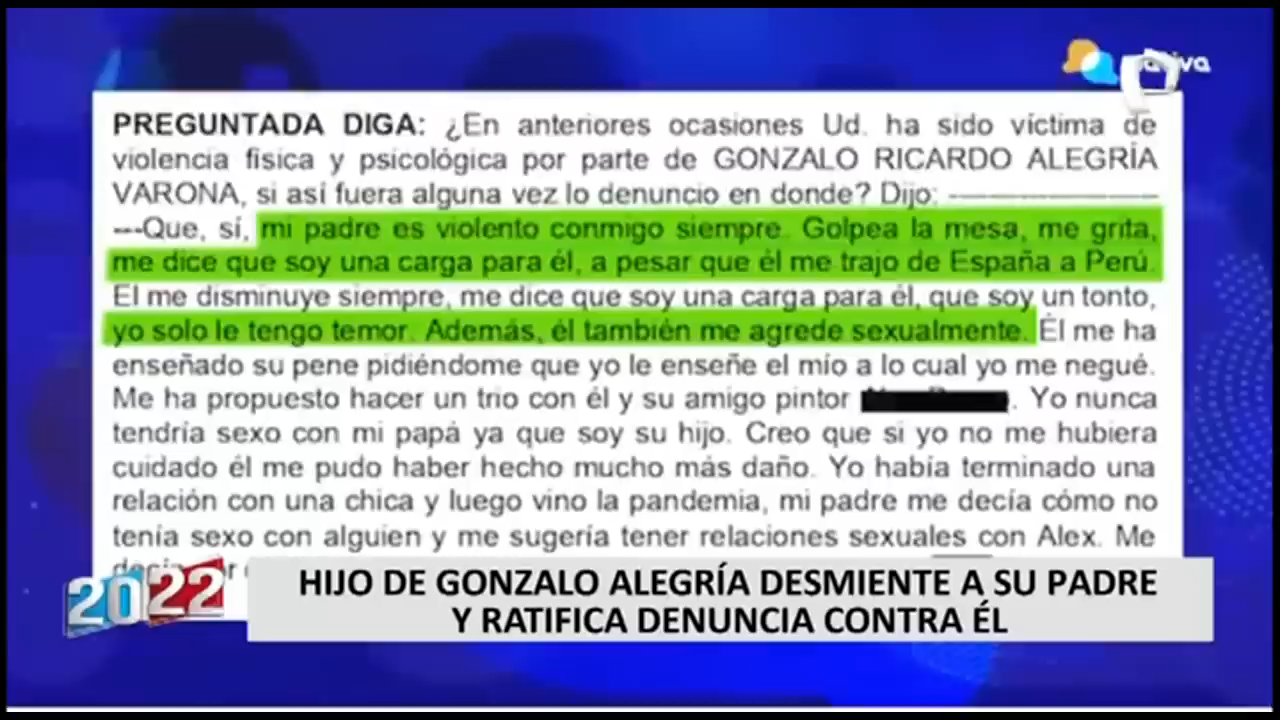 PREGUNTADA DIGA: ¿En anteriores ocasiones Ud. ha sido víctima de
violencia fisica y psicológica por parte de GONZALO RICARDO ALEGRÍA
VARONA, si así fuera alguna vez lo denuncio en donde? Dijo: --------------------
---Que, sí, mi padre es violento conmigo siempre. Golpea la mesa, me grita,
me dice que soy una carga para él, a pesar que él me trajo de España a Perú.
El me disminuye siempre, me dice que soy una carga para él, que soy un tonto,
yo solo le tengo temor. Además, él también me agrede sexualmente. Él me ha
enseñado su pene pidiéndome que yo le enseñe el mío a lo cual yo me negué.
Me ha propuesto hacer un trio con él y su amigo pintor . Yo nunca
tendría sexo con mi papá ya que soy su hijo. Creo que si yo no me hubiera
cuidado él me pudo haber hecho mucho más daño. Yo había terminado una
relación con una chica y luego vino la pandemia, mi padre me decía cómo no
tenía sexo con alguien y me sugería tener relaciones sexuales con Alex. Me
2022
HIJO DE GONZALO ALEGRÍA DESMIENTE A SU PADRE
Y RATIFICA DENUNCIA CONTRA ÉL